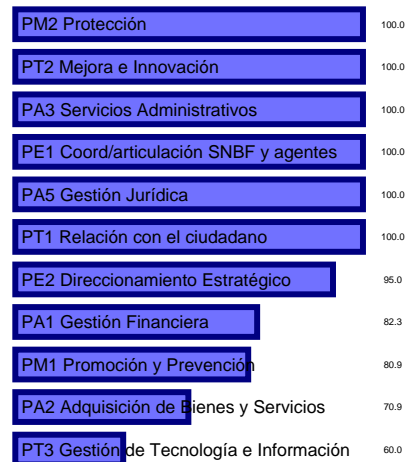 PM2 Protección 100.0
PT2 Mejora e Innovación 100.0
PA3 Servicios Administrativos 100.0
PE1 Coord/articulación SNBF y agentes 100.0
PA5 Gestión Jurídica 100.0
PT1 Relación con el ciudadano 100.0
PE2 Direccionamiento Estratégico 95.0
PA1 Gestión Financiera 82.3
PM1 Promoción y Prevención 80.9
PA2 Adquisición de Bienes y Servicios 70.9
PT3 Gestión de Tecnología e Información 60.0